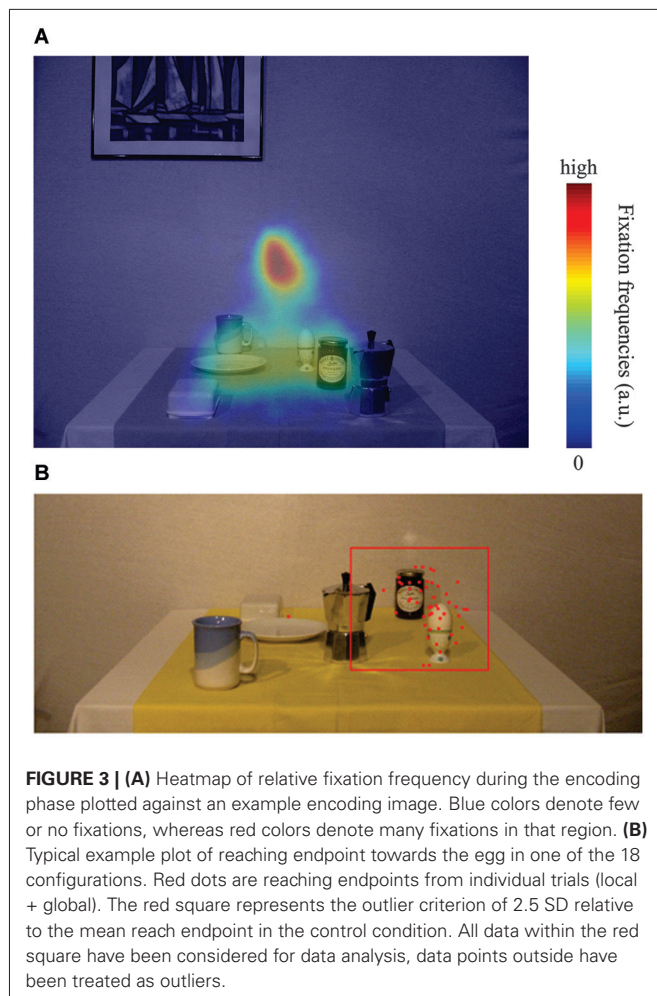 A
high
Fixation frequencies (a.u.)
0
B
FIGURE 3 | (A) Heatmap of relative fixation frequency during the encoding
phase plotted against an example encoding image. Blue colors denote few
or no fixations, whereas red colors denote many fixations in that region. (B)
Typical example plot of reaching endpoint towards the egg in one of the 18
configurations. Red dots are reaching endpoints from individual trials (local
+ global). The red square represents the outlier criterion of 2.5 SD relative
to the mean reach endpoint in the control condition. All data within the red
square have been considered for data analysis, data points outside have
been treated as outliers.